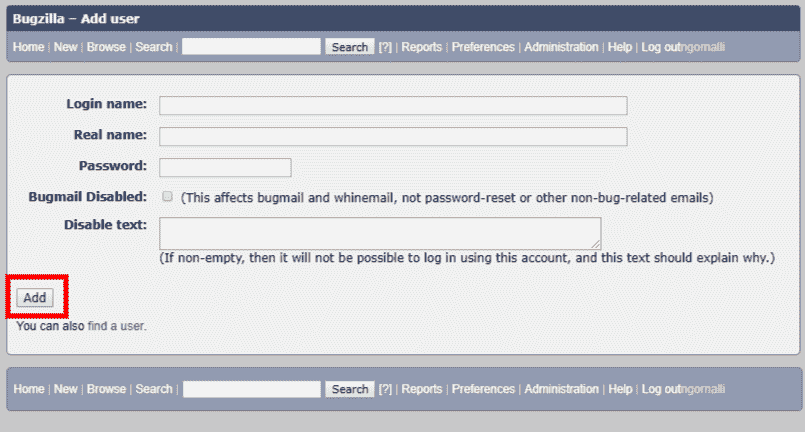 Bugzilla – Add user
Home | New | Browse | Search | Search [?] | Reports | Preferences | Administration | Help | Log outngomalli
Login name:
Real name:
Password:
Bugmail Disabled: (This affects bugmail and whinemail, not password-reset or other non-bug-related emails)
Disable text:
(If non-empty, then it will not be possible to log in using this account, and this text should explain why.)
Add
You can also find a user.
Home | New | Browse | Search | Search [?] | Reports | Preferences | Administration | Help | Log outngomalli